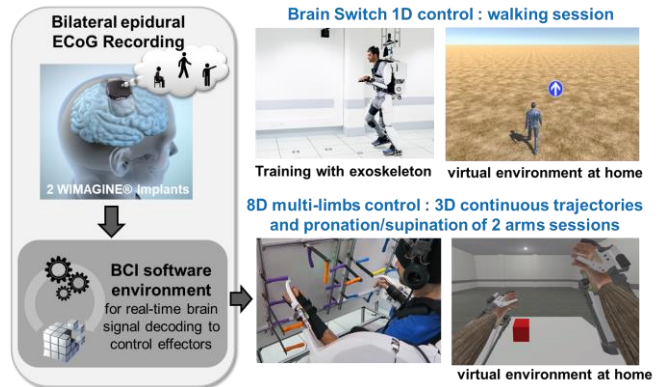 Bilateral epidural
ECoG Recording
2 WIMAGINE® Implants
BCI software
environment
for real-time brain
signal decoding to
control effectors
Brain Switch 1D control : walking session
Training with exoskeleton
virtual environment at home
8D multi-limbs control : 3D continuous trajectories
and pronation/supination of 2 arms sessions
virtual environment at home